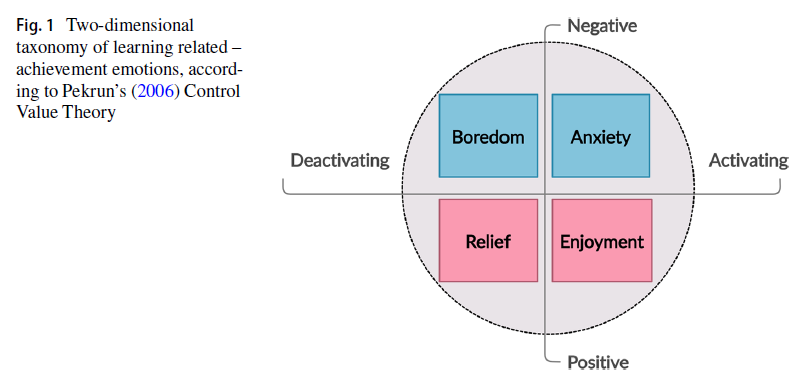 Fig. 1 Two-dimensional
taxonomy of learning related –
achievement emotions, accord-
ing to Pekrun's (2006) Control
Value Theory
Negative
Boredom
Anxiety
Deactivating
Activating
Relief
Enjoyment
Positive